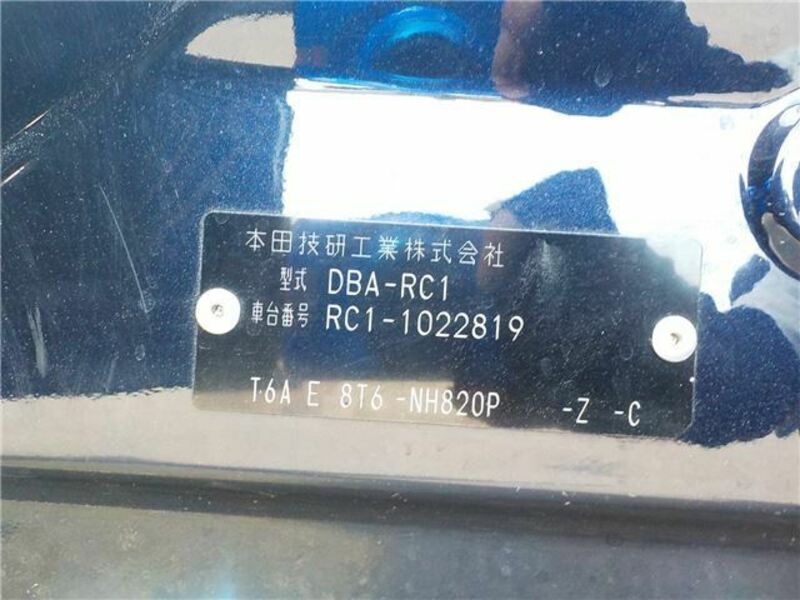 本田技研工業株式会社
型式 DBA-RC1
車台番号 RC1-1022819
T6A E 8T6 -NH820P -Z -C